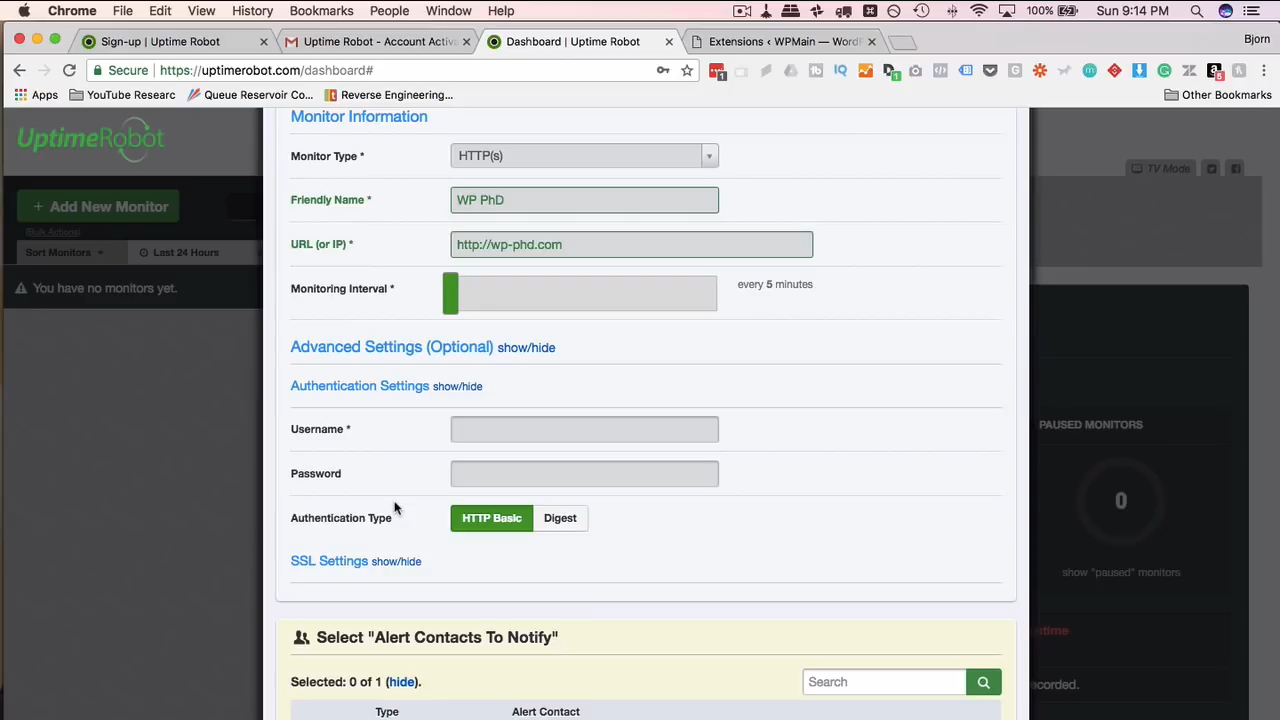 Chrome File Edit View History Bookmarks People Window Help 100% Sun 9:14 PM
Sign-up | Uptime Robot Uptime Robot - Account Activ Dashboard | Uptime Robot Extensions ‹ WPMain — WordF Bjorn
Secure https://uptimerobot.com/dashboard#
Apps YouTube Researc Queue Reservoir Co... Reverse Engineering,... Other Bookmarks
UptimeRobot
TV Mode
+ Add New Monitor
(Bulk Actions)
Sort Monitors Last 24 Hours
You have no monitors yet.
Monitor Information
Monitor Type * HTTP(s)
Friendly Name * WP PhD
URL (or IP) * http://wp-phd.com
Monitoring Interval * every 5 minutes
Advanced Settings (Optional) show/hide
Authentication Settings show/hide
Username *
Password
Authentication Type HTTP Basic Digest
SSL Settings show/hide
Select "Alert Contacts To Notify"
Selected: 0 of 1 (hide). Search
Type Alert Contact
PAUSED MONITORS
0
show "paused" monitors
ecorded.